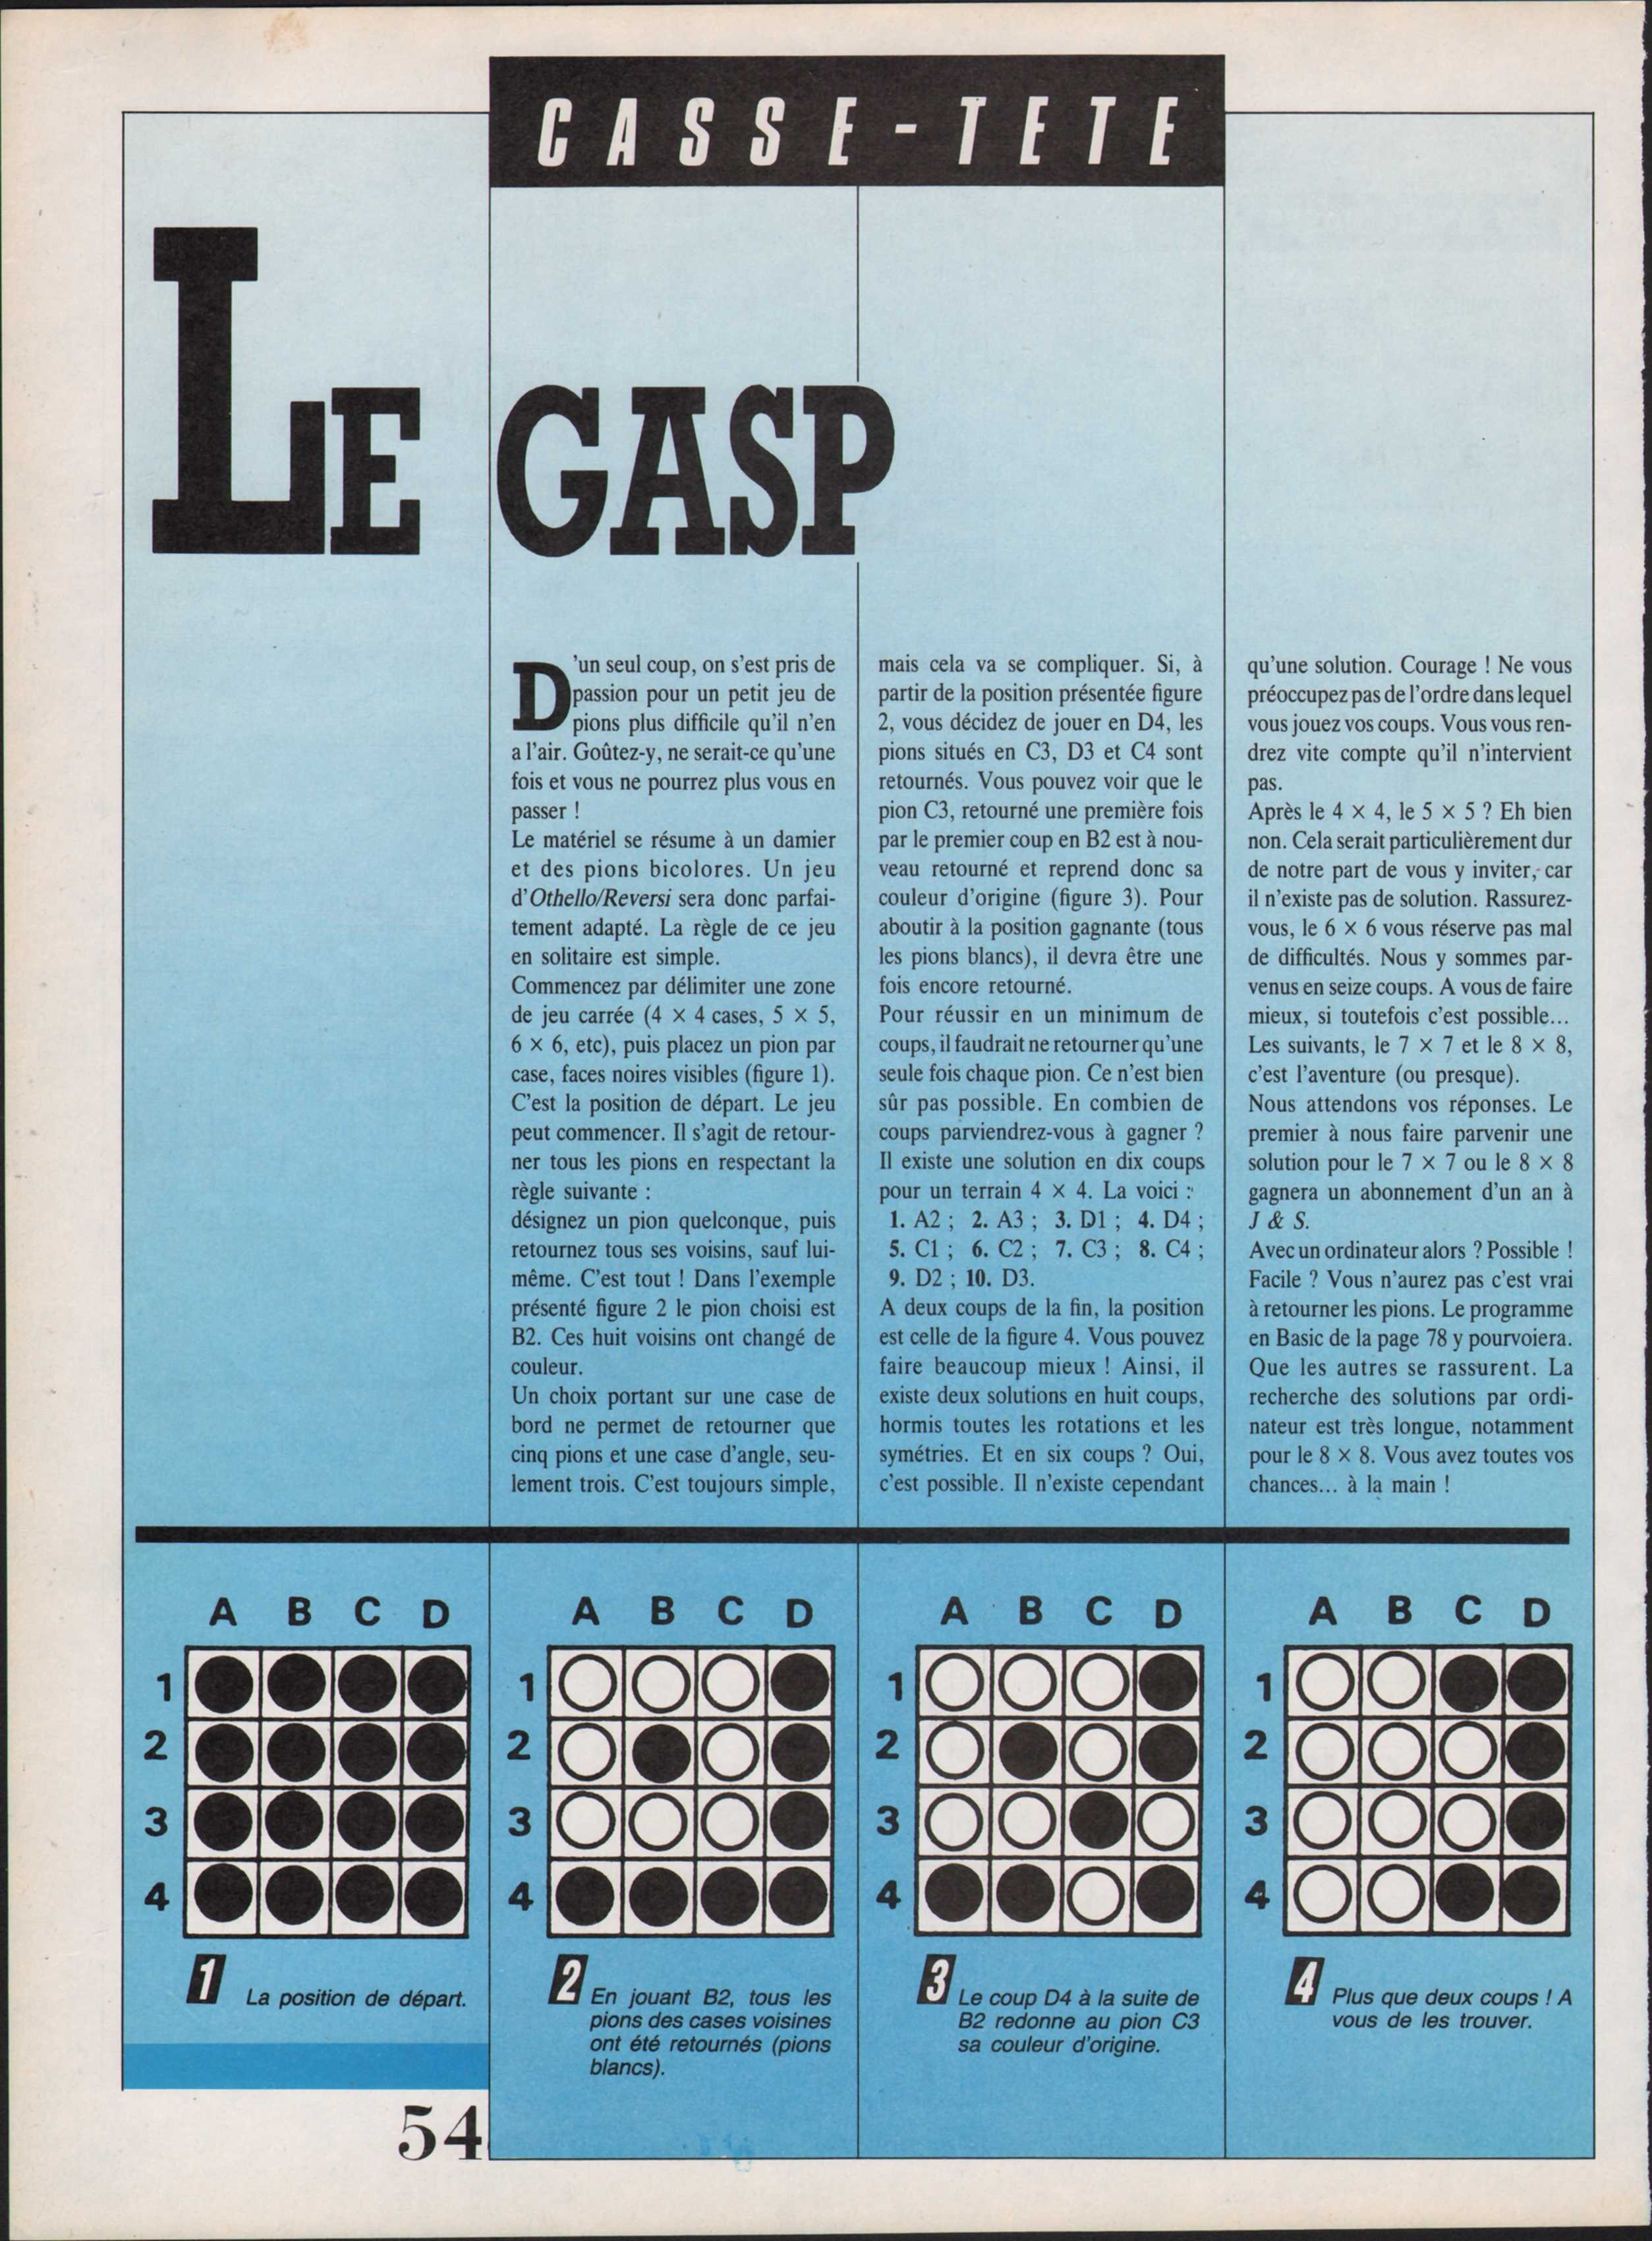 CASSE-TETE
LE GASP
D'un seul coup, on s'est pris de
passion pour un petit jeu de
pions plus difficile qu'il n'en
a l'air. Goûtez-y, ne serait-ce qu'une
fois et vous ne pourrez plus vous en
passer !
Le matériel se résume à un damier
et des pions bicolores. Un jeu
d'Othello/Reversi sera donc parfai-
tement adapté. La règle de ce jeu
en solitaire est simple.
Commencez par délimiter une zone
de jeu carrée (4 × 4 cases, 5 × 5,
6 × 6, etc), puis placez un pion par
case, faces noires visibles (figure 1).
C'est la position de départ. Le jeu
peut commencer. Il s'agit de retour-
ner tous les pions en respectant la
règle suivante :
désignez un pion quelconque, puis
retournez tous ses voisins, sauf lui-
même. C'est tout ! Dans l'exemple
présenté figure 2 le pion choisi est
B2. Ces huit voisins ont changé de
couleur.
Un choix portant sur une case de
bord ne permet de retourner que
cinq pions et une case d'angle, seu-
lement trois. C'est toujours simple,
mais cela va se compliquer. Si, à
partir de la position présentée figure
2, vous décidez de jouer en D4, les
pions situés en C3, D3 et C4 sont
retournés. Vous pouvez voir que le
pion C3, retourné une première fois
par le premier coup en B2 est à nou-
veau retourné et reprend donc sa
couleur d'origine (figure 3). Pour
aboutir à la position gagnante (tous
les pions blancs), il devra être une
fois encore retourné.
Pour réussir en un minimum de
coups, il faudrait ne retourner qu'une
seule fois chaque pion. Ce n'est bien
sûr pas possible. En combien de
coups parviendrez-vous à gagner ?
Il existe une solution en dix coups
pour un terrain 4 × 4. La voici :
1. A2 ; 2. A3 ; 3. D1 ; 4. D4 ;
5. C1 ; 6. C2 ; 7. C3 ; 8. C4 ;
9. D2 ; 10. D3.
A deux coups de la fin, la position
est celle de la figure 4. Vous pouvez
faire beaucoup mieux ! Ainsi, il
existe deux solutions en huit coups,
hormis toutes les rotations et les
symétries. Et en six coups ? Oui,
c'est possible. Il n'existe cependant
qu'une solution. Courage ! Ne vous
préoccupez pas de l'ordre dans lequel
vous jouez vos coups. Vous vous ren-
drez vite compte qu'il n'intervient
pas.
Après le 4 × 4, le 5 × 5 ? Eh bien
non. Cela serait particulièrement dur
de notre part de vous y inviter, car
il n'existe pas de solution. Rassurez-
vous, le 6 × 6 vous réserve pas mal
de difficultés. Nous y sommes par-
venus en seize coups. A vous de faire
mieux, si toutefois c'est possible...
Les suivants, le 7 × 7 et le 8 × 8,
c'est l'aventure (ou presque).
Nous attendons vos réponses. Le
premier à nous faire parvenir une
solution pour le 7 × 7 ou le 8 × 8
gagnera un abonnement d'un an à
J & S.
Avec un ordinateur alors ? Possible !
Facile ? Vous n'aurez pas c'est vrai
à retourner les pions. Le programme
en Basic de la page 78 y pourvoiera.
Que les autres se rassurent. La
recherche des solutions par ordi-
nateur est très longue, notamment
pour le 8 × 8. Vous avez toutes vos
chances... à la main !
A B C D
1
2
3
4
1 La position de départ.
A B C D
1
2
3
4
2 En jouant B2, tous les
pions des cases voisines
ont été retournés (pions
blancs).
A B C D
1
2
3
4
3 Le coup D4 à la suite de
B2 redonne au pion C3
sa couleur d'origine.
A B C D
1
2
3
4
4 Plus que deux coups ! A
vous de les trouver.
54